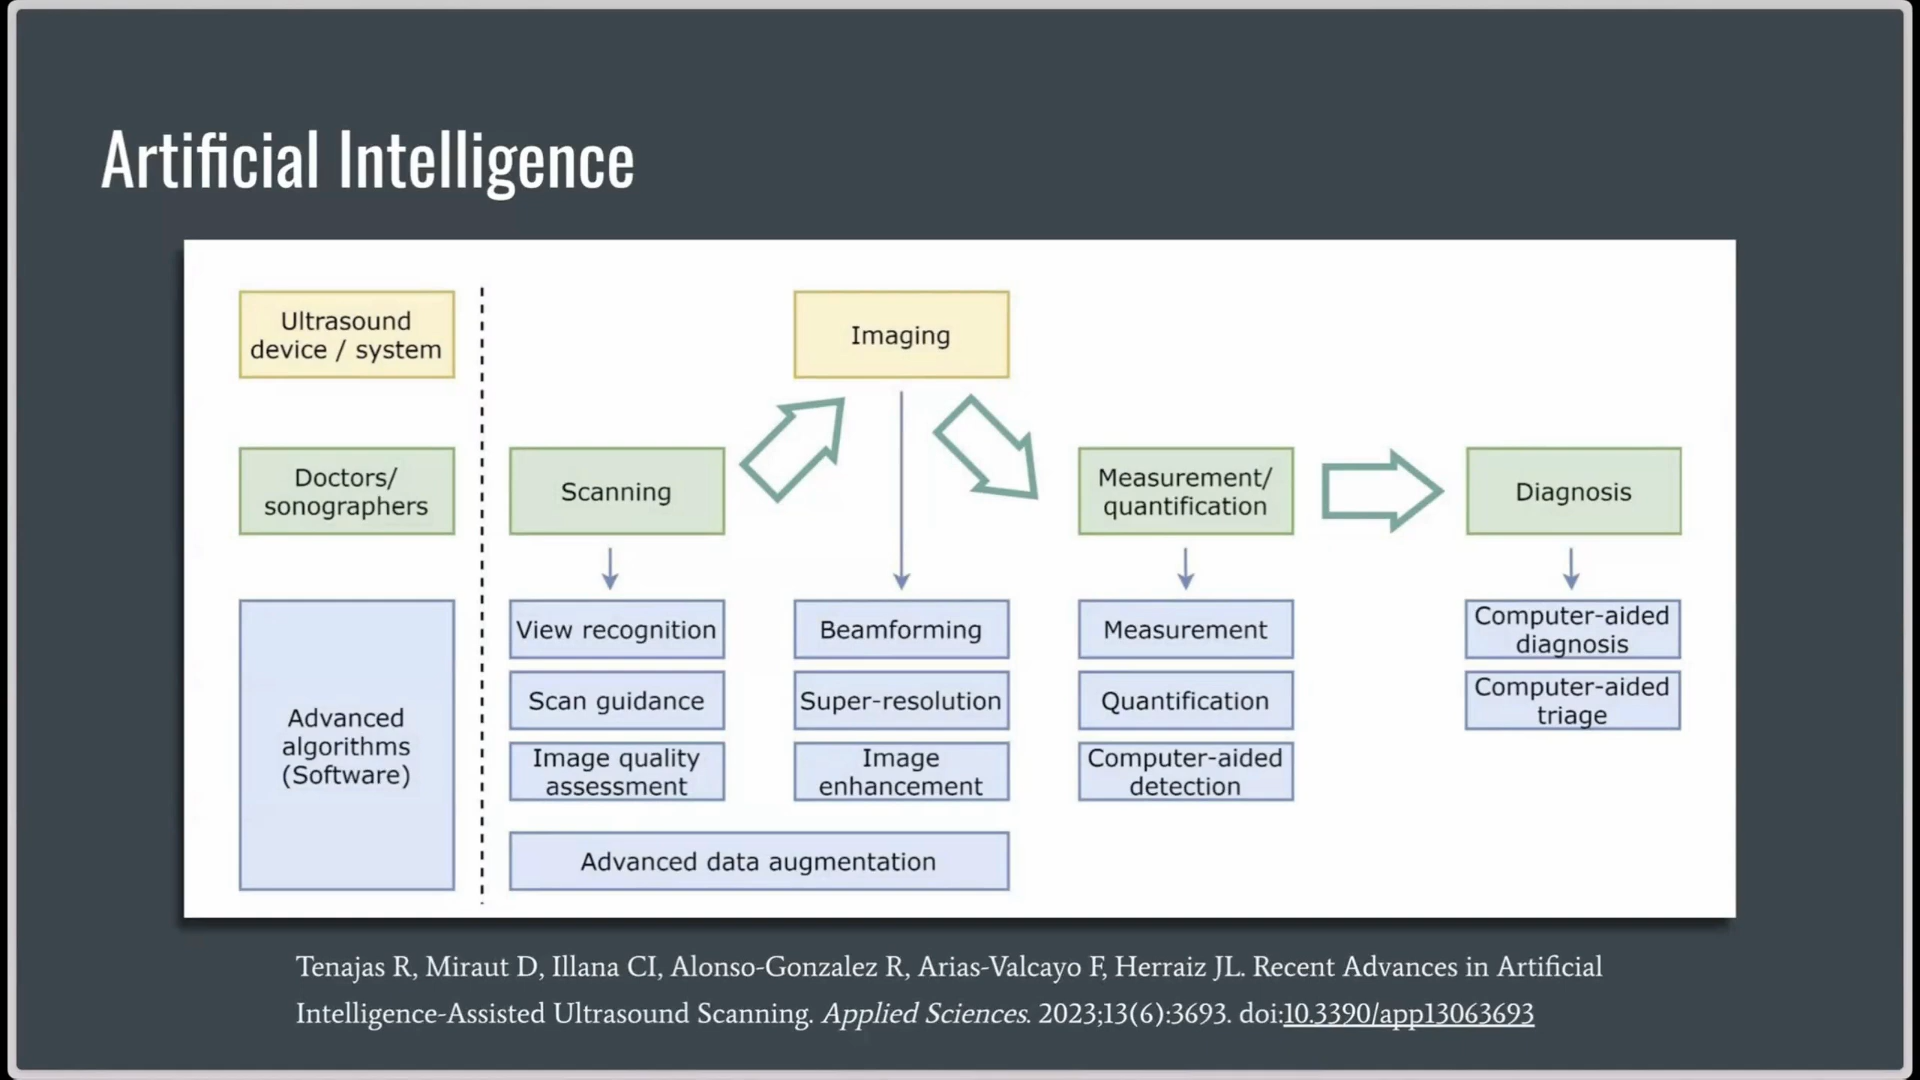 Artificial Intelligence
Ultrasound
device / system
Imaging
Doctors/
sonographers
Scanning
Measurement/
quantification
Diagnosis
Advanced
algorithms
(Software)
View recognition
Scan guidance
Image quality
assessment
Beamforming
Super-resolution
Image
enhancement
Advanced data augmentation
Measurement
Quantification
Computer-aided
detection
Computer-aided
diagnosis
Computer-aided
triage
Tenajas R, Miraut D, Illana CI, Alonso-Gonzalez R, Arias-Valcayo F, Herraiz JL. Recent Advances in Artificial
Intelligence-Assisted Ultrasound Scanning. Applied Sciences. 2023;13(6):3693. doi:10.3390/app13063693